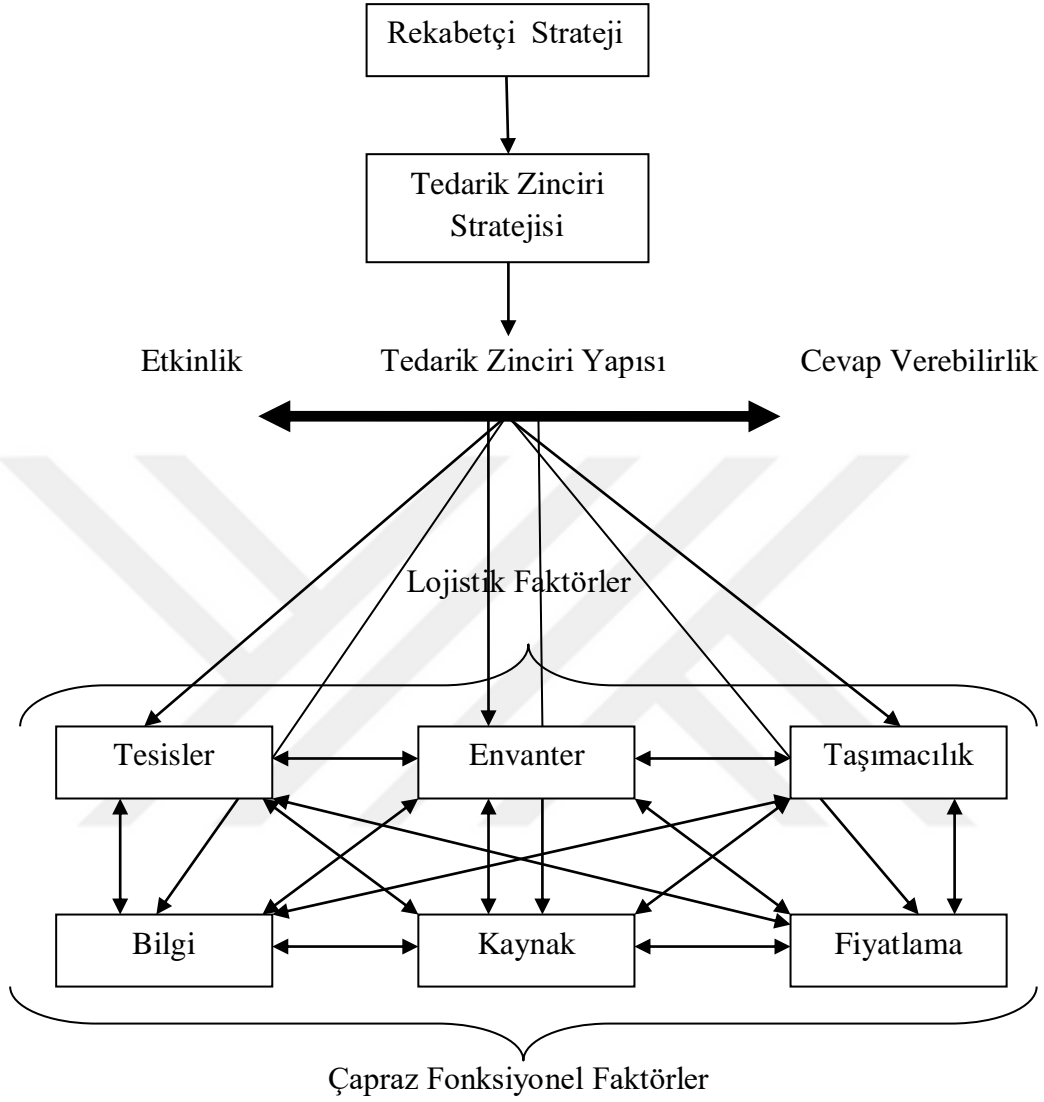 Rekabetçi Strateji
Tedarik Zinciri
Stratejisi
Etkinlik
Tedarik Zinciri Yapısı
Cevap Verebilirlik
Lojistik Faktörler
Tesisler
Envanter
Taşımacılık
Bilgi
Kaynak
Fiyatlama
Çapraz Fonksiyonel Faktörler